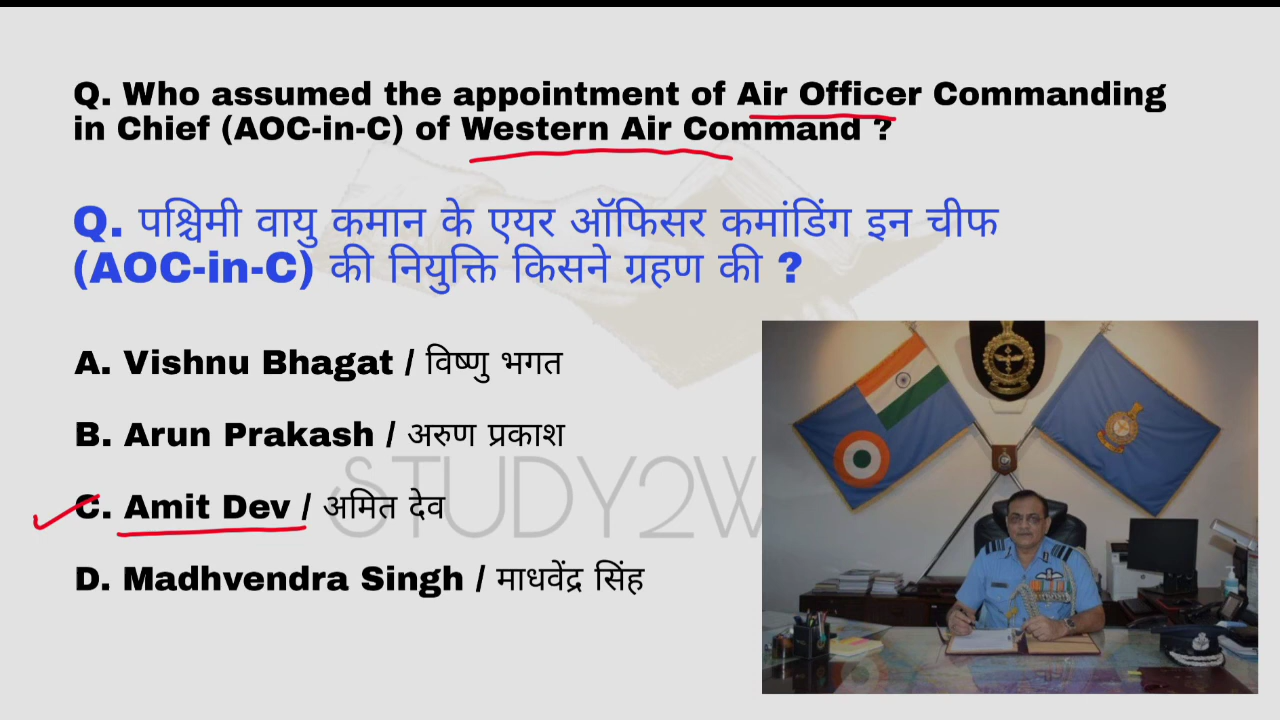 Q. Who assumed the appointment of Air Officer Commanding
in Chief (AOC-in-C) of Western Air Command ?
Q. पश्चिमी वायु कमान के एयर ऑफिसर कमांडिंग इन चीफ
(AOC-in-C) की नियुक्ति किसने ग्रहण की ?
A. Vishnu Bhagat / विष्णु भगत
B. Arun Prakash / अरुण प्रकाश
STUDY2W
C. Amit Dev / अमित देव
D. Madhvendra Singh / माधवेंद्र सिंह